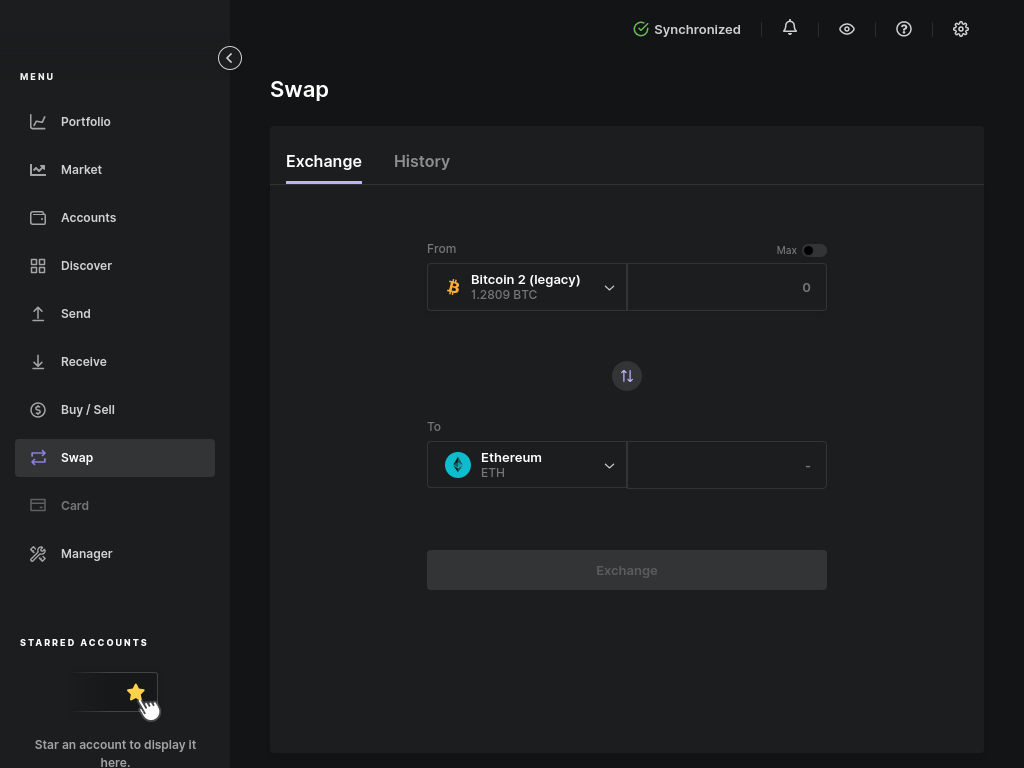 Synchronized
MENU
Portfolio
Market
Accounts
Discover
Send
Receive
Buy / Sell
Swap
Card
Manager
STARRED ACCOUNTS
Star an account to display it
here.
Swap
Exchange
History
From
Max
Bitcoin 2 (legacy)
1.2809 BTC
0
To
Ethereum
ETH
-
Exchange